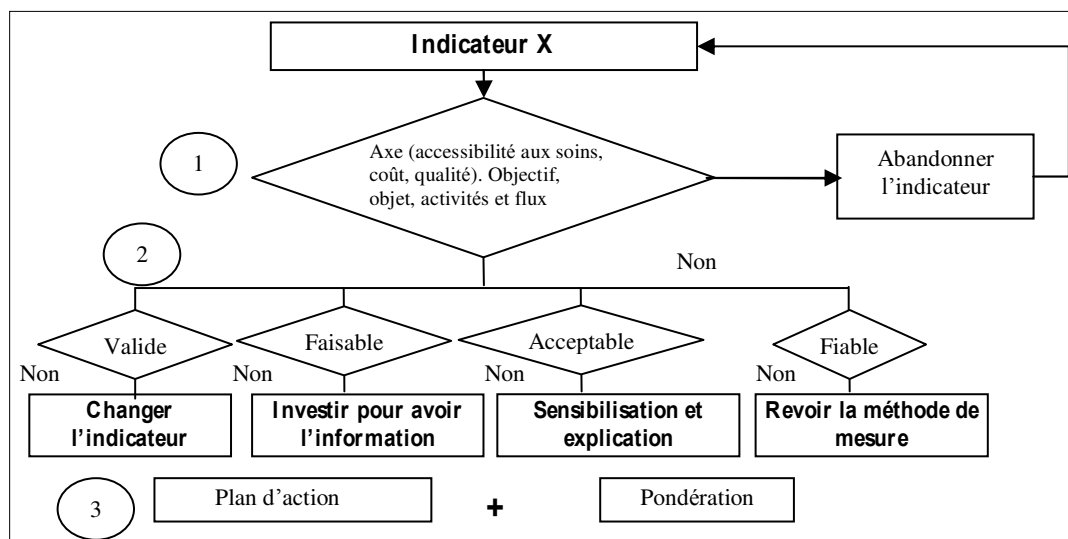 Indicateur X
1
Axe (accessibilité aux soins,
coût, qualité). Objectif,
objet, activités et flux
Abandonner
l’indicateur
2
Non
Valide
Faisable
Acceptable
Fiable
Non
Non
Non
Non
Changer
l’indicateur
Investir pour avoir
l’information
Sensibilisation et
explication
Revoir la méthode de
mesure
3
Plan d’action
+
Pondération